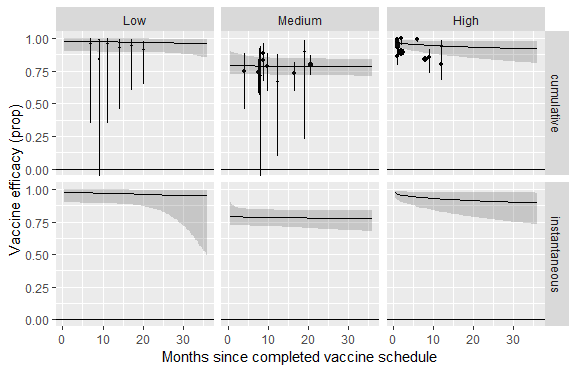 Low Medium High
1.00
0.75
0.50
0.25
0.00
cumulative
1.00
0.75
0.50
0.25
0.00
instantaneous
Vaccine efficacy (prop)
0 10 20 30 0 10 20 30 0 10 20 30
Months since completed vaccine schedule